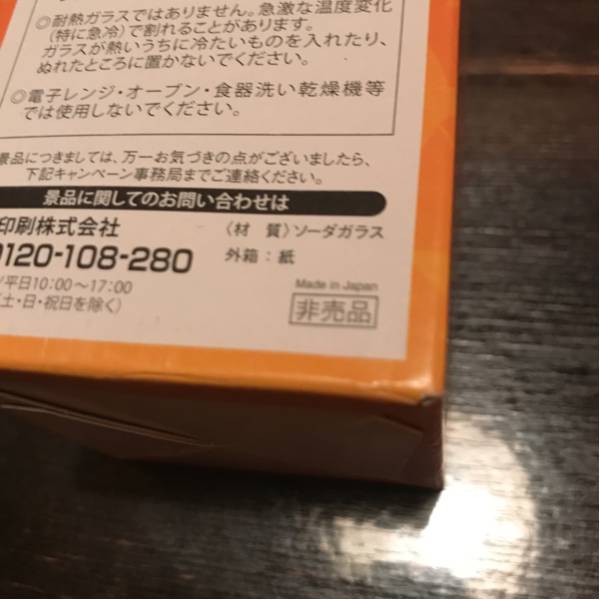 ◎耐熱ガラスではありません。急激な温度変化
(特に急冷)で割れることがあります。
ガラスが熱いうちに冷たいものを入れたり、
ぬれたところに置かないでください。
◎電子レンジ・オーブン・食器洗い乾燥機等
では使用しないでください。
景品につきましては、万一お気づきの点がございましたら、
下記キャンペーン事務局までご連絡ください。
景品に関してのお問い合わせは
印刷株式会社
0120-108-280
/平日10:00〜17:00
(土・日・祝日を除く)
〈材 質〉ソーダガラス
外箱:紙
Made in Japan
非売品